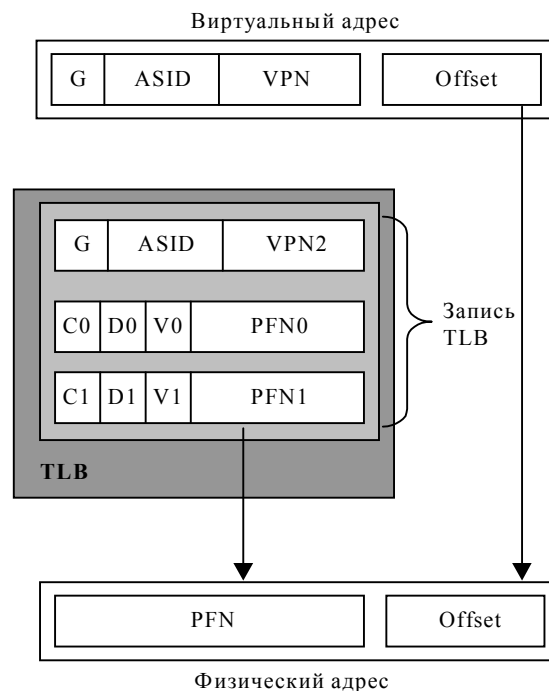 Виртуальный адрес
G ASID VPN Offset
G ASID VPN2
C0 D0 V0 PFN0
Запись
TLB
C1 D1 V1 PFN1
TLB
PFN Offset
Физический адрес